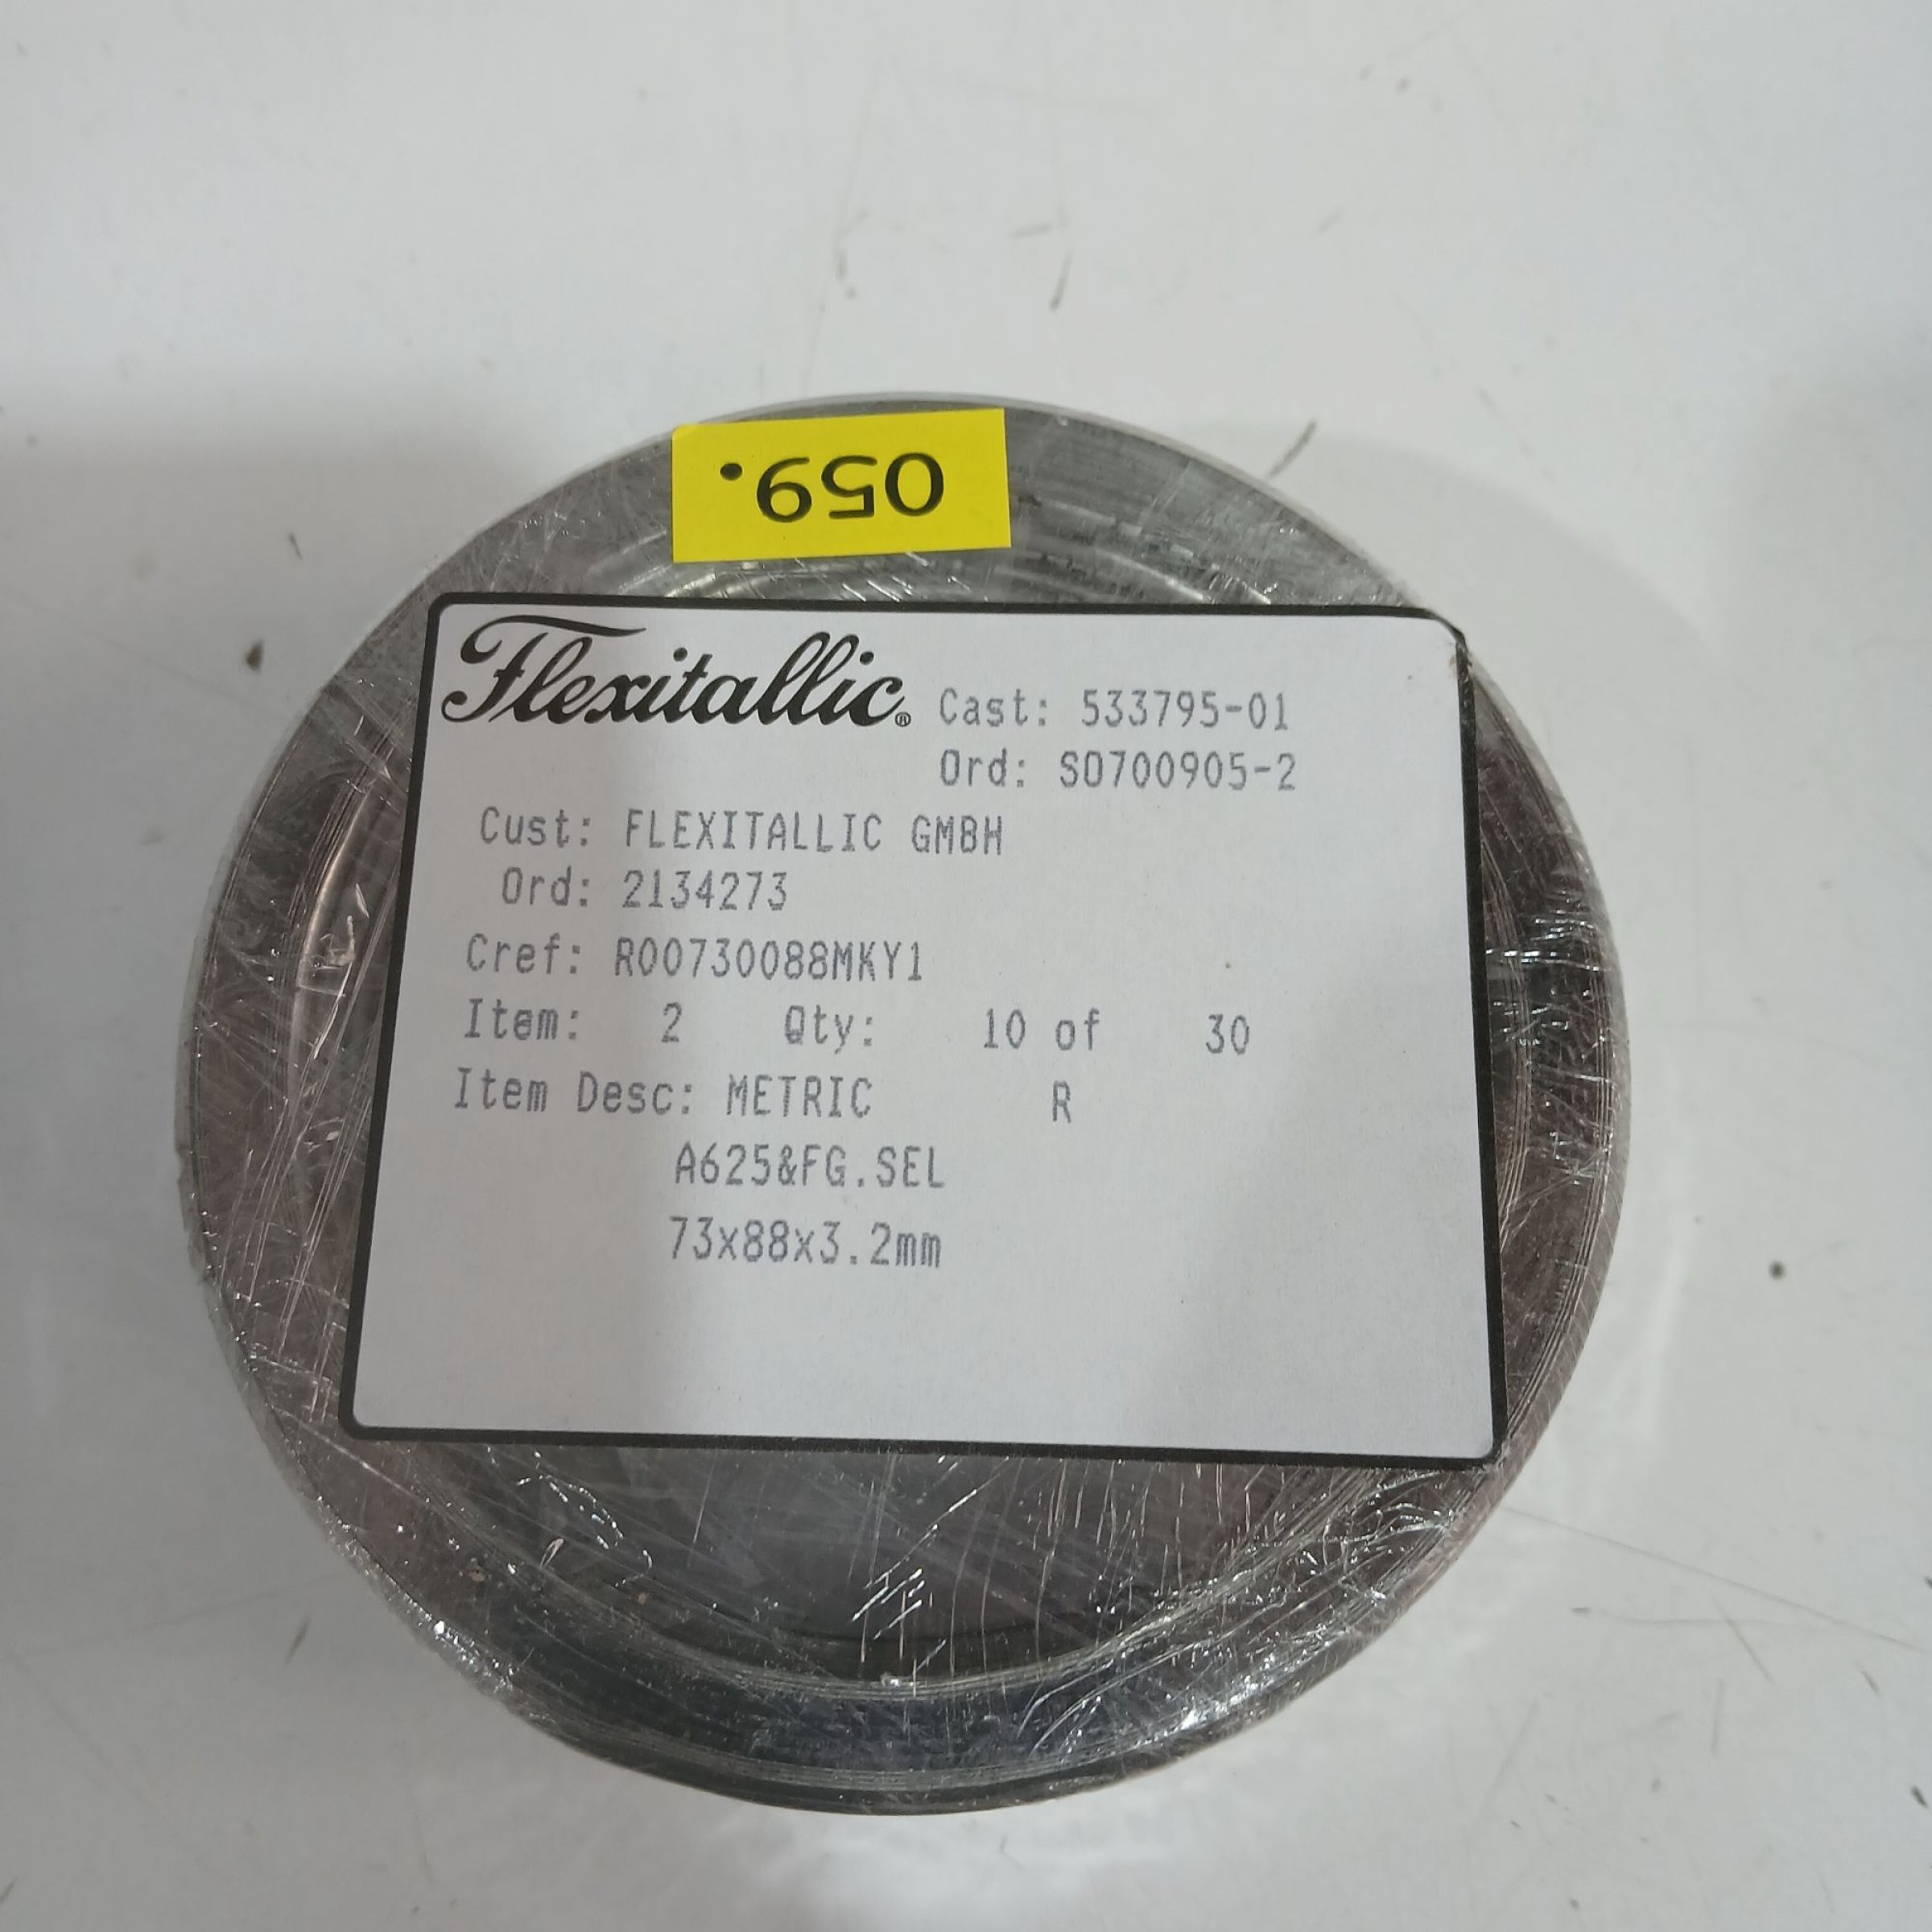 059.
Flexitallic®
Cast: 533795-01
Ord: SO700905-2
Cust: FLEXITALLIC GMBH
Ord: 2134273
Cref: R00730088MKY1
Item: 2 Qty: 10 of 30
Item Desc: METRIC R
A625&FG.SEL
73x88x3.2mm